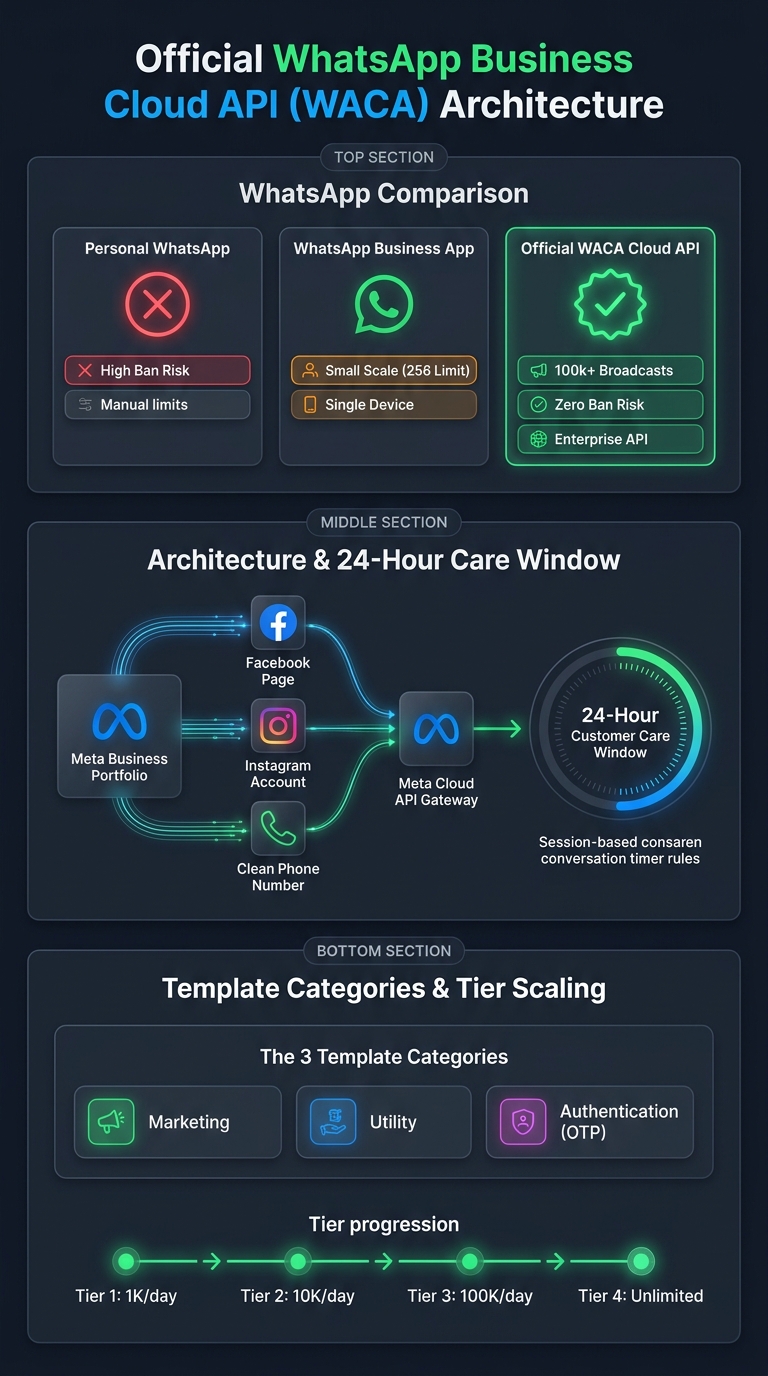 Official WhatsApp Business
Cloud API (WACA) Architecture
TOP SECTION
WhatsApp Comparison
Personal WhatsApp
High Ban Risk
Manual limits
WhatsApp Business App
Small Scale (256 Limit)
Single Device
Official WACA Cloud API
100k+ Broadcasts
Zero Ban Risk
Enterprise API
MIDDLE SECTION
Architecture & 24-Hour Care Window
Meta Business
Portfolio
Facebook
Page
Instagram
Account
Clean Phone
Number
Meta Cloud
API Gateway
24-Hour
Customer Care
Window
Session-based consaren
conversation timer rules
BOTTOM SECTION
Template Categories & Tier Scaling
The 3 Template Categories
Marketing
Utility
Authentication
(OTP)
Tier progression
Tier 1: 1K/day
Tier 2: 10K/day
Tier 3: 100K/day
Tier 4: Unlimited